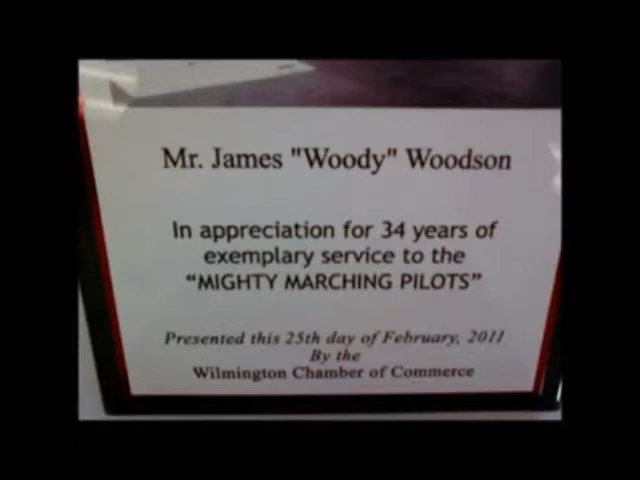 Mr. James "Woody" Woodson
In appreciation for 34 years of
exemplary service to the
“MIGHTY MARCHING PILOTS”
Presented this 25th day of February, 2011
By the
Wilmington Chamber of Commerce